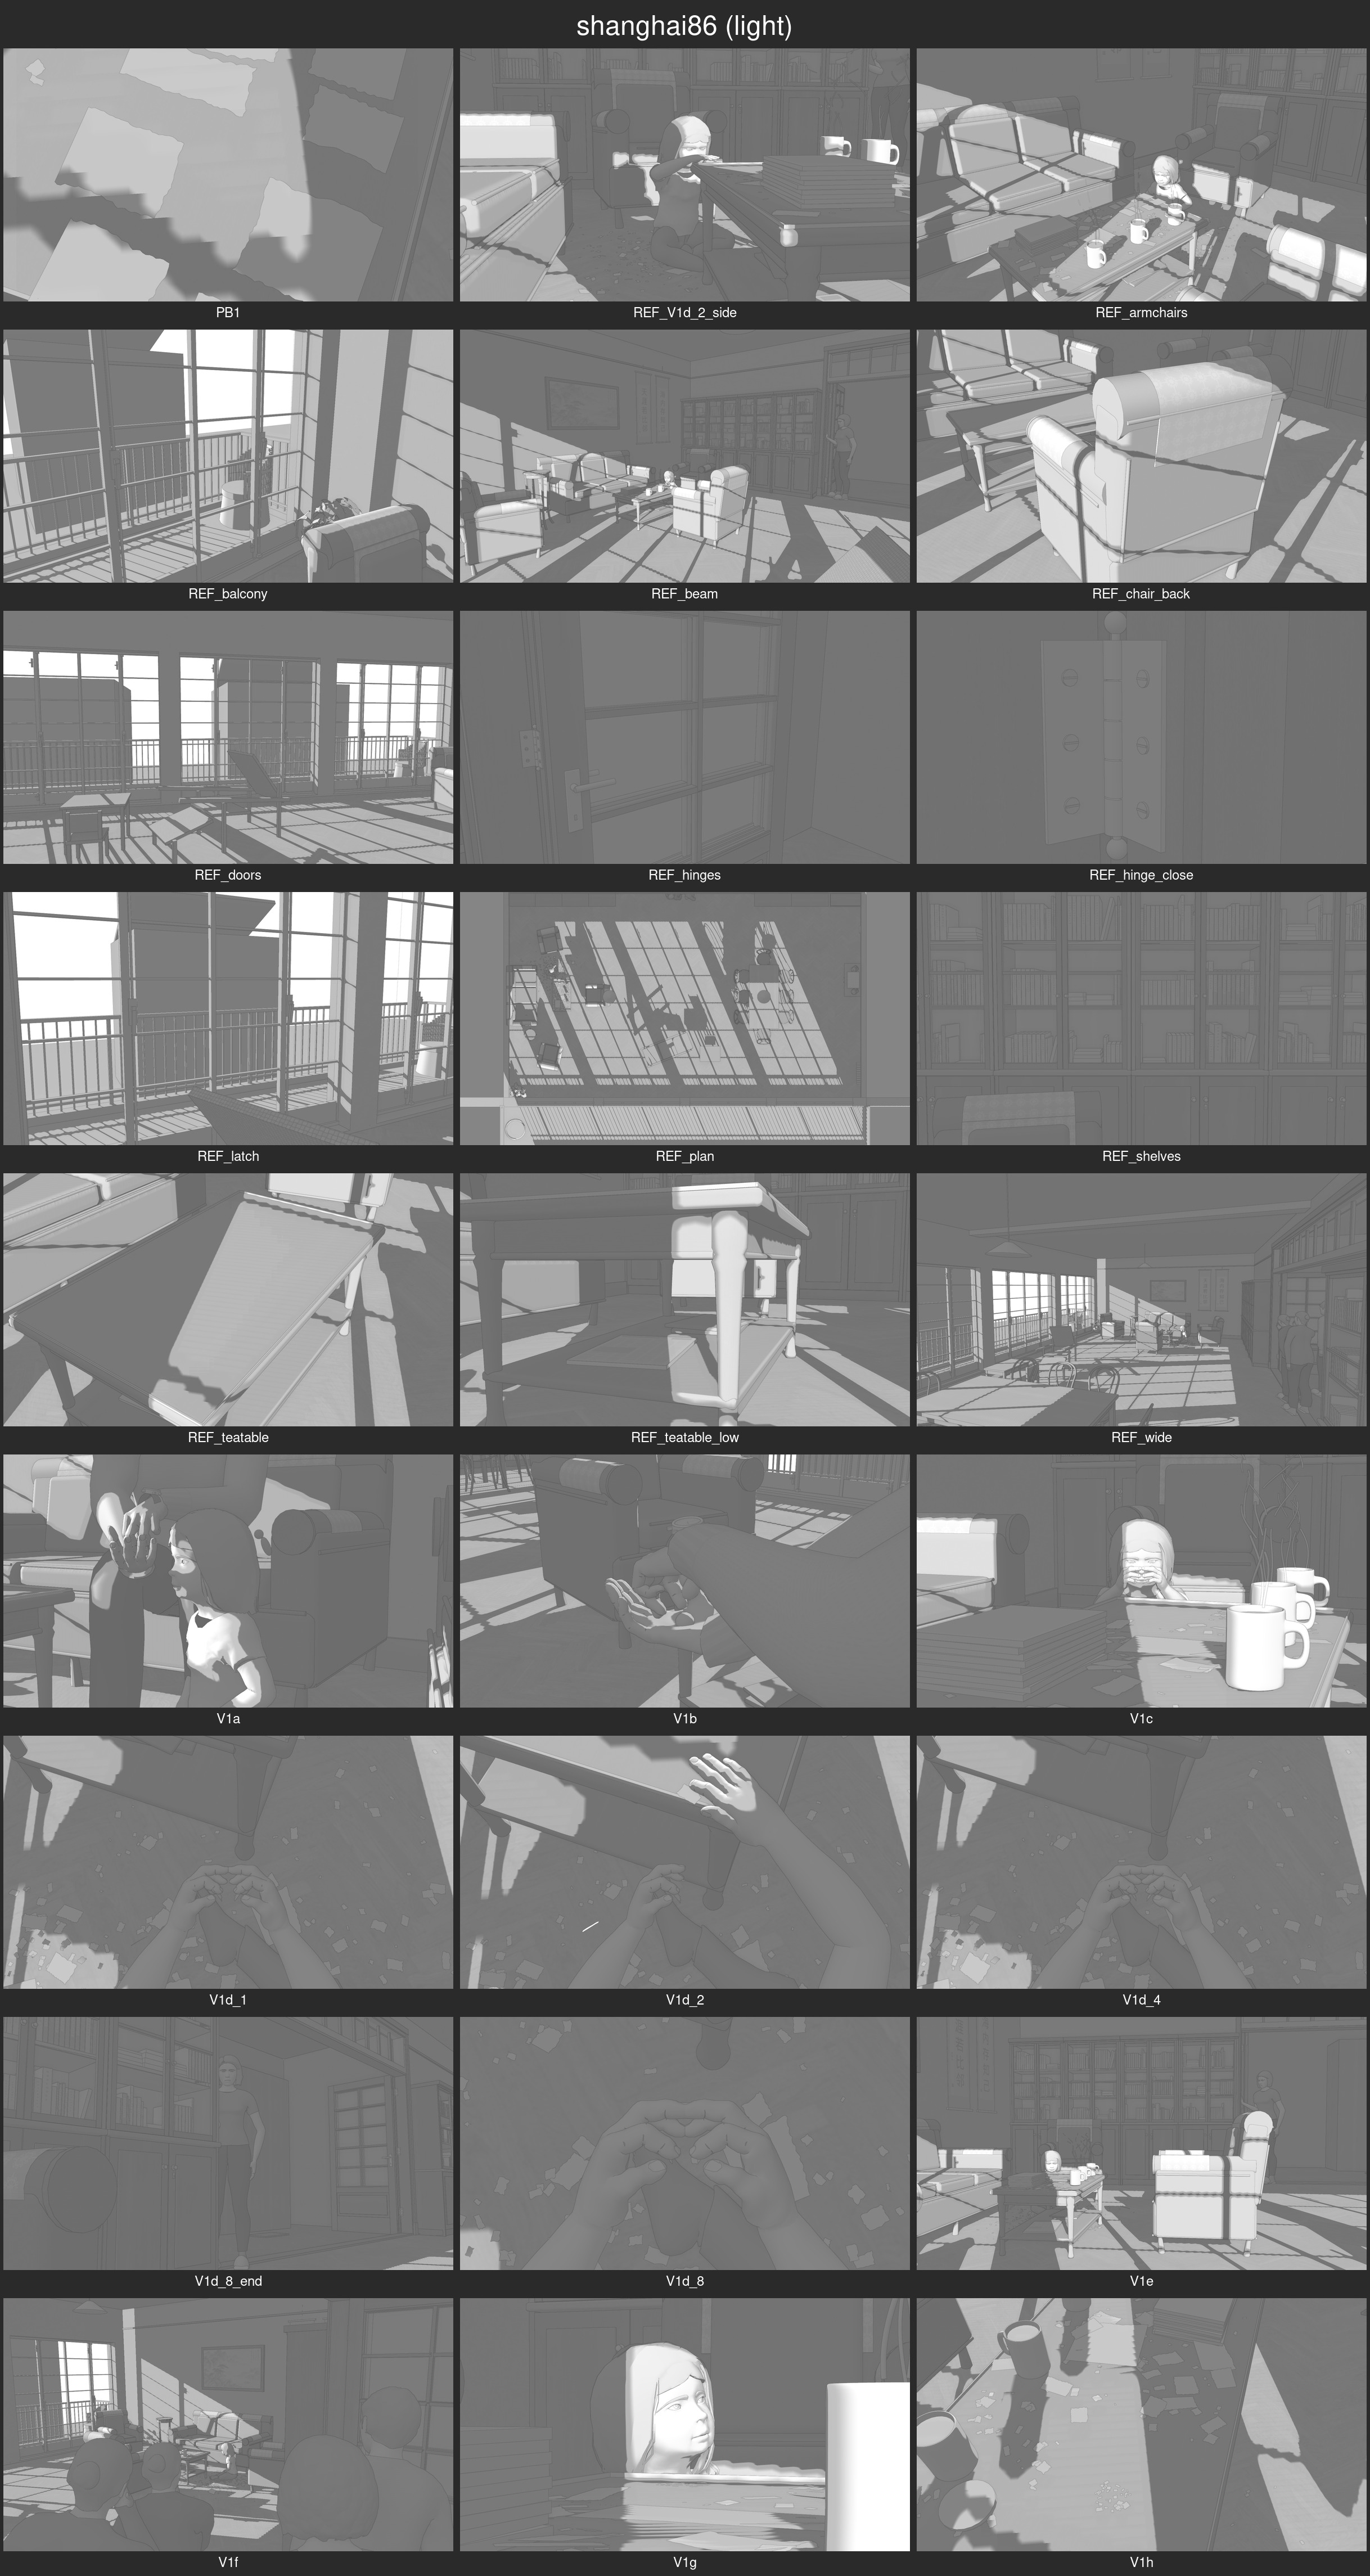 shanghai86 (light)
PB1
REF_V1d_2_side
REF_armchairs
REF_balcony
REF_beam
REF_chair_back
REF_doors
REF_hinges
REF_hinge_close
REF_latch
REF_plan
REF_shelves
REF_teatable
REF_teatable_low
REF_wide
V1a
V1b
V1c
V1d_1
V1d_2
V1d_4
V1d_8_end
V1d_8
V1e
V1f
V1g
V1h